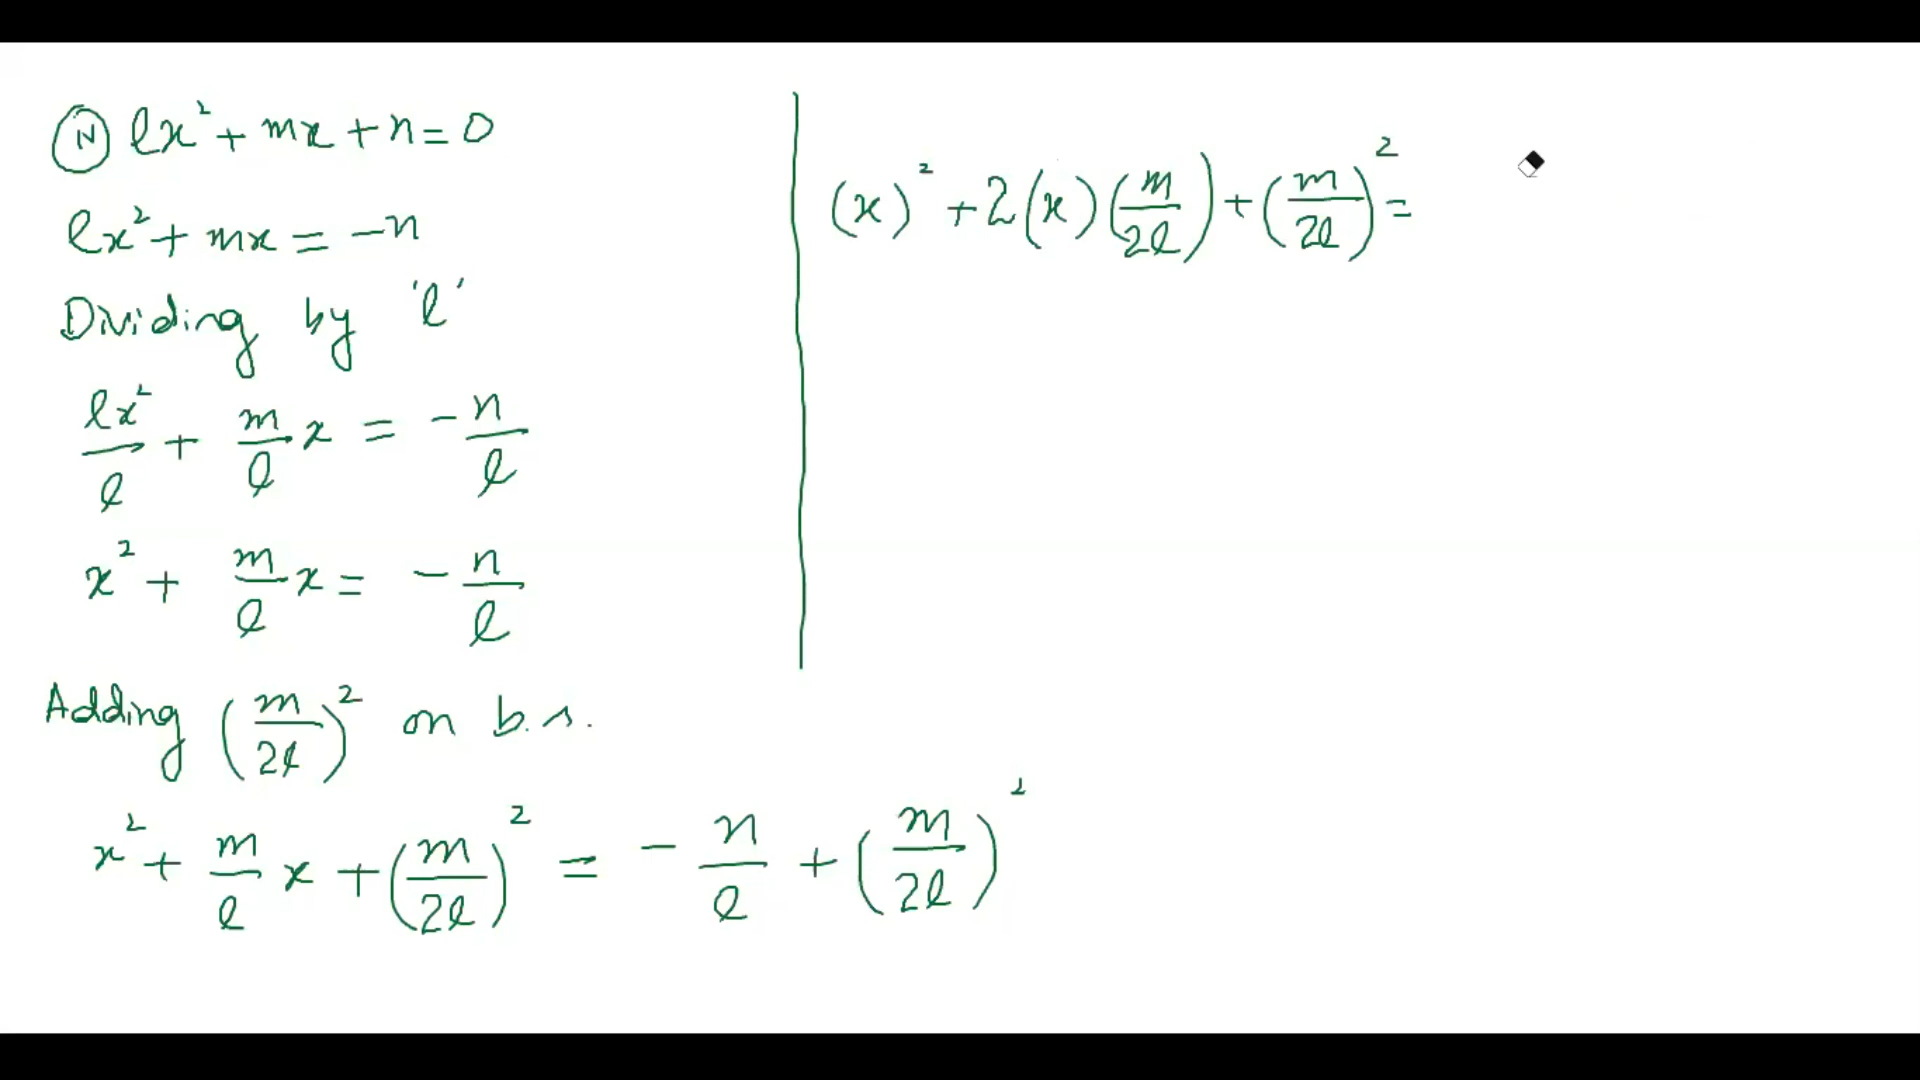 (N) lx² + mx + n = 0
lx² + mx = -n
Dividing by 'l'
lx²/l + m/l x = -n/l
x² + m/l x = -n/l
Adding (m/2l)² on b.s.
x² + m/l x + (m/2l)² = -n/l + (m/2l)²
(x)² + 2(x)(m/2l) + (m/2l)² =